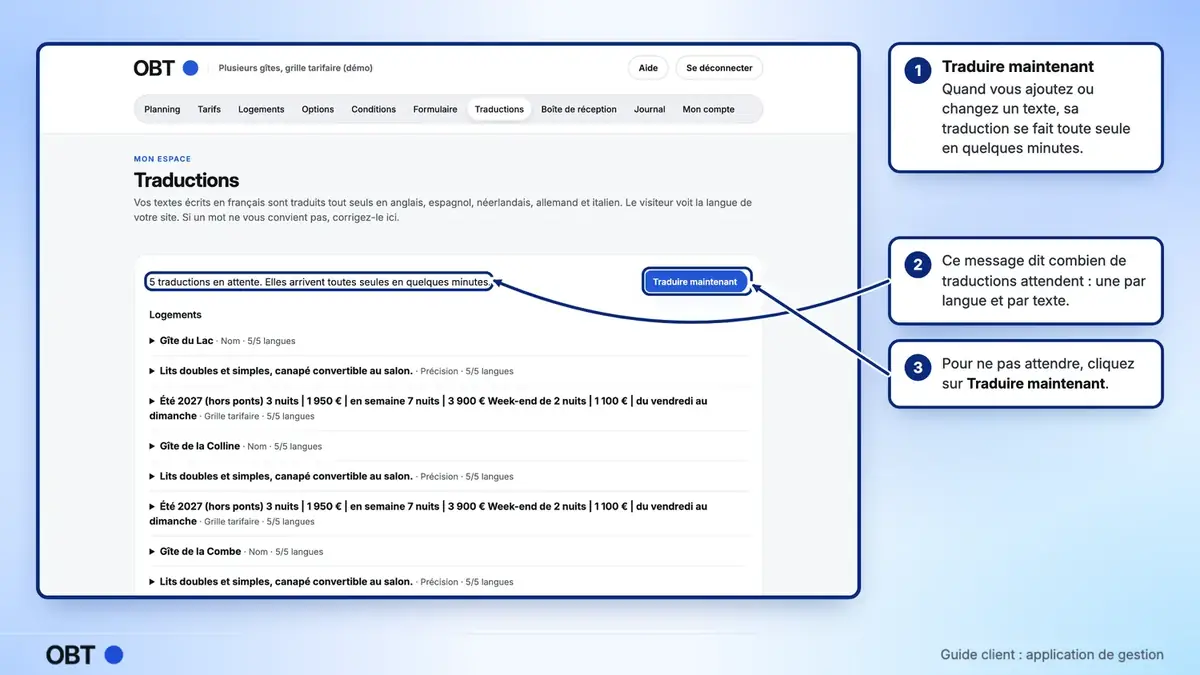 OBT
Plusieurs gîtes, grille tarifaire (démo)
Aide
Se déconnecter
Planning
Tarifs
Logements
Options
Conditions
Formulaire
Traductions
Boîte de réception
Journal
Mon compte
MON ESPACE
Traductions
Vos textes écrits en français sont traduits tout seuls en anglais, espagnol, néerlandais, allemand et italien. Le visiteur voit la langue de
votre site. Si un mot ne vous convient pas, corrigez-le ici.
5 traductions en attente. Elles arrivent toutes seules en quelques minutes.
Traduire maintenant
Logements
Gîte du Lac · Nom · 5/5 langues
Lits doubles et simples, canapé convertible au salon. · Précision · 5/5 langues
Été 2027 (hors ponts) 3 nuits | 1 950 € | en semaine 7 nuits | 3 900 € Week-end de 2 nuits | 1 100 € | du vendredi au
dimanche · Grille tarifaire · 5/5 langues
Gîte de la Colline · Nom · 5/5 langues
Lits doubles et simples, canapé convertible au salon. · Précision · 5/5 langues
Été 2027 (hors ponts) 3 nuits | 1 950 € | en semaine 7 nuits | 3 900 € Week-end de 2 nuits | 1 100 € | du vendredi au
dimanche · Grille tarifaire · 5/5 langues
Gîte de la Combe · Nom · 5/5 langues
Lits doubles et simples, canapé convertible au salon. · Précision · 5/5 langues
1
Traduire maintenant
Quand vous ajoutez ou
changez un texte, sa
traduction se fait toute seule
en quelques minutes.
2
Ce message dit combien de
traductions attendent : une par
langue et par texte.
3
Pour ne pas attendre, cliquez
sur Traduire maintenant.
OBT
Guide client : application de gestion